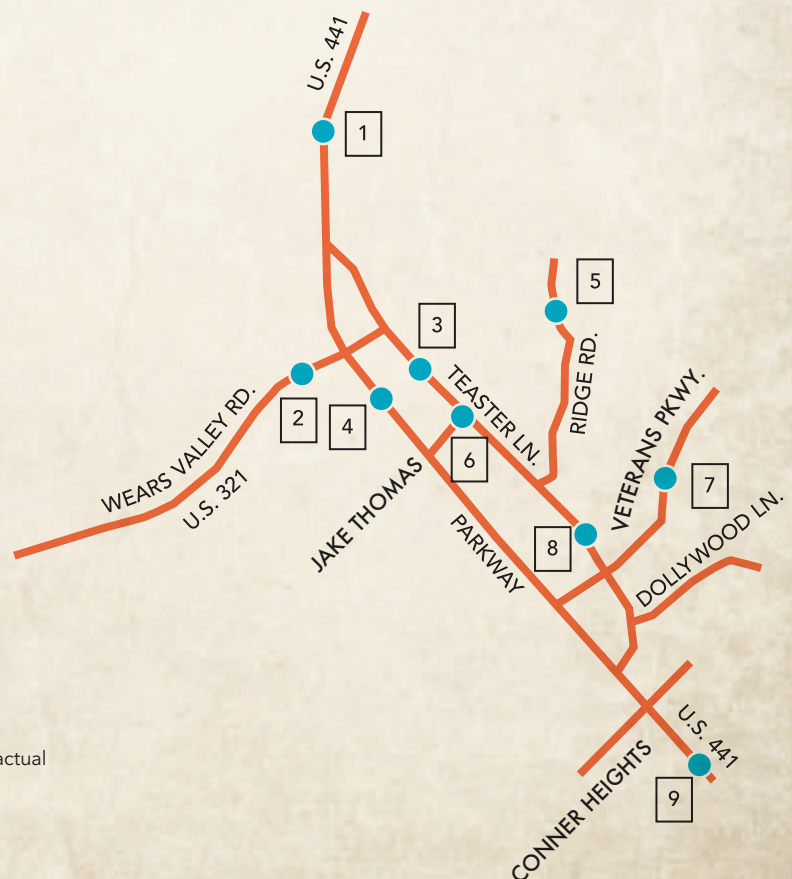 U.S. 441
1
5
3
TEASTER LN.
RIDGE RD.
VETERANS PKWY.
WEARS VALLEY RD.
U.S. 321
2
4
6
7
JAKE THOMAS
PARKWAY
8
DOLLYWOOD LN.
actual
U.S. 441
CONNER HEIGHTS
9